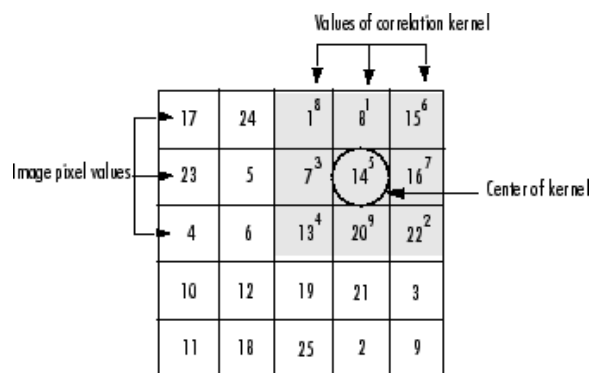 Values of correlation kernel
17 24 1 8 8 1 15 6
Image pixel values 23 5 7 3 14 5 16 7 Center of kernel
4 6 13 4 20 9 22 2
10 12 19 21 3
11 18 25 2 9